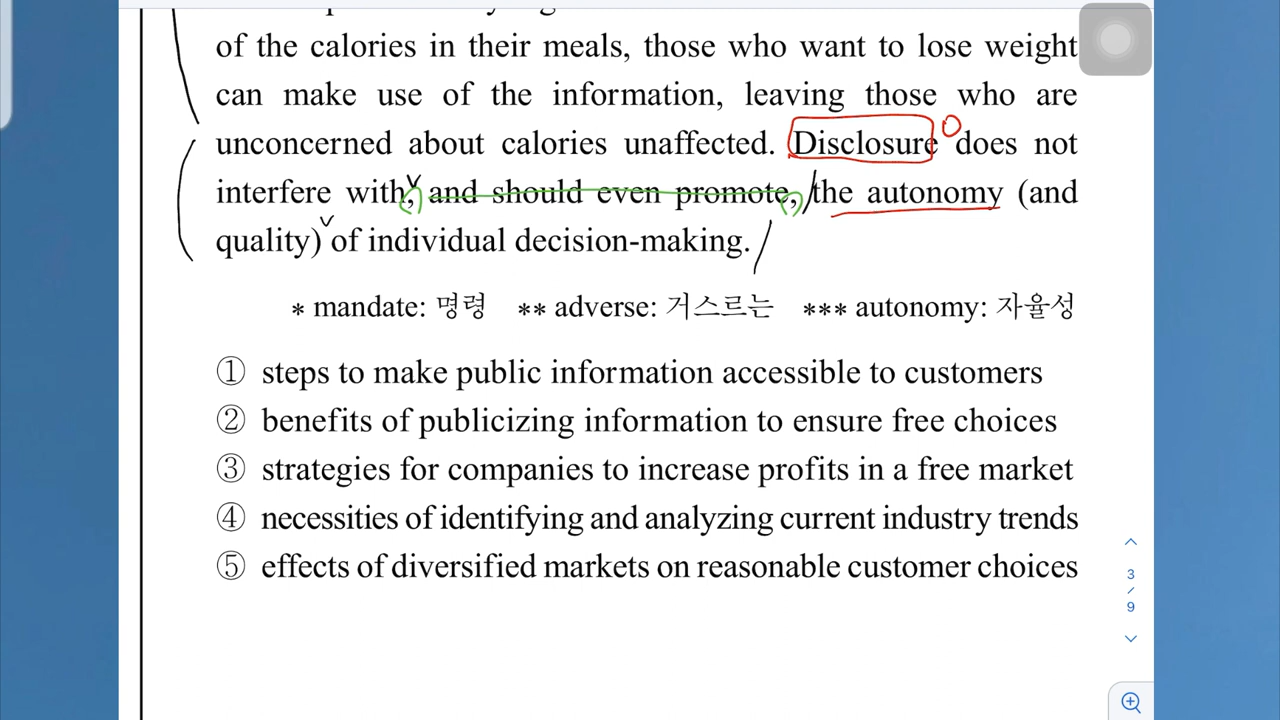 of the calories in their meals, those who want to lose weight
can make use of the information, leaving those who are
unconcerned about calories unaffected. Disclosure does not
interfere with, and should even promote, the autonomy (and
quality) of individual decision-making.
* mandate: 명령 ** adverse: 거스르는 *** autonomy: 자율성
① steps to make public information accessible to customers
② benefits of publicizing information to ensure free choices
③ strategies for companies to increase profits in a free market
④ necessities of identifying and analyzing current industry trends
⑤ effects of diversified markets on reasonable customer choices
3
/
9